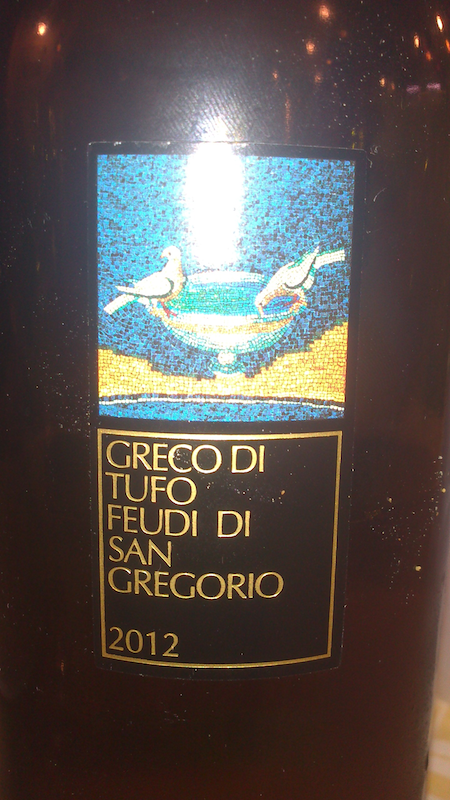 GRECO DI
TUFO
FEUDI DI
SAN
GREGORIO
2012